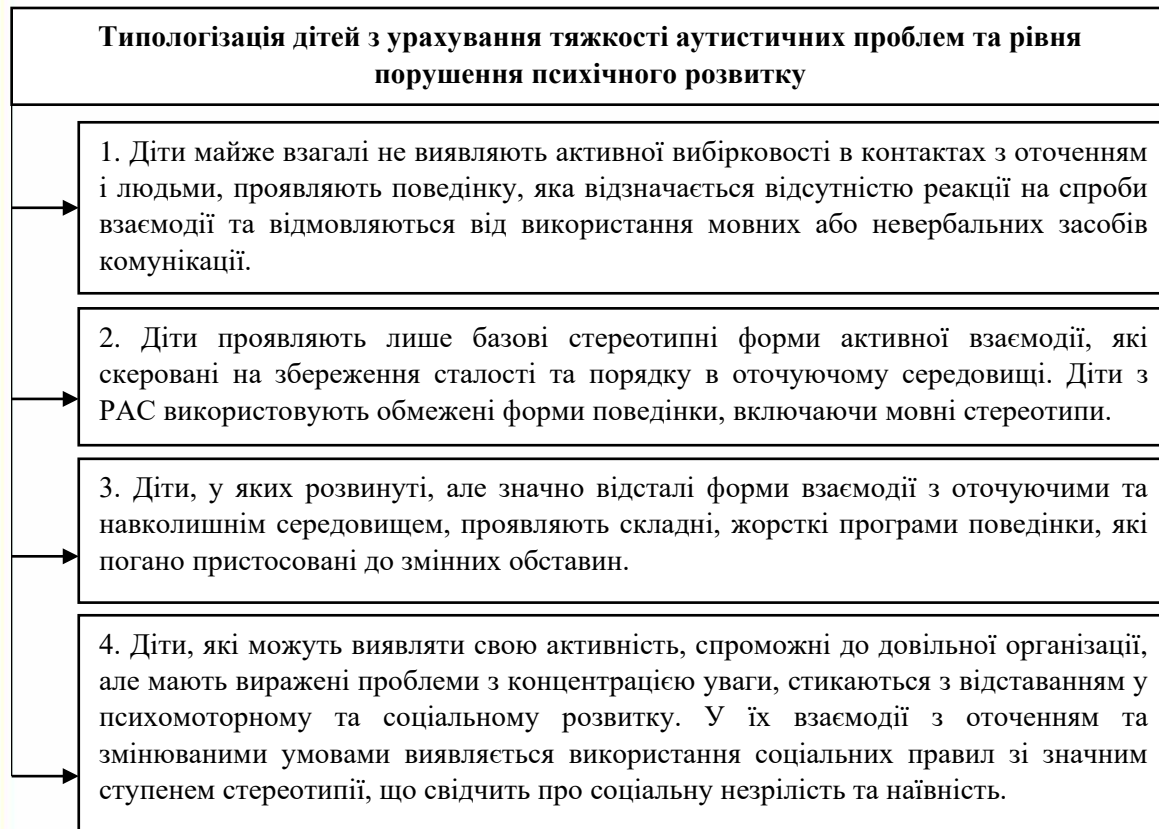 Типологізація дітей з урахування тяжкості аутистичних проблем та рівня
порушення психічного розвитку
1. Діти майже взагалі не виявляють активної вибірковості в контактах з оточенням
і людьми, проявляють поведінку, яка відзначається відсутністю реакції на спроби
взаємодії та відмовляються від використання мовних або невербальних засобів
комунікації.
2. Діти проявляють лише базові стереотипні форми активної взаємодії, які
скеровані на збереження сталості та порядку в оточуючому середовищі. Діти з
РАС використовують обмежені форми поведінки, включаючи мовні стереотипи.
3. Діти, у яких розвинуті, але значно відсталі форми взаємодії з оточуючими та
навколишнім середовищем, проявляють складні, жорсткі програми поведінки, які
погано пристосовані до змінних обставин.
4. Діти, які можуть виявляти свою активність, спроможні до довільної організації,
але мають виражені проблеми з концентрацією уваги, стикаються з відставанням у
психомоторному та соціальному розвитку. У їх взаємодії з оточенням та
змінюваними умовами виявляється використання соціальних правил зі значним
ступенем стереотипії, що свідчить про соціальну незрілість та наївність.